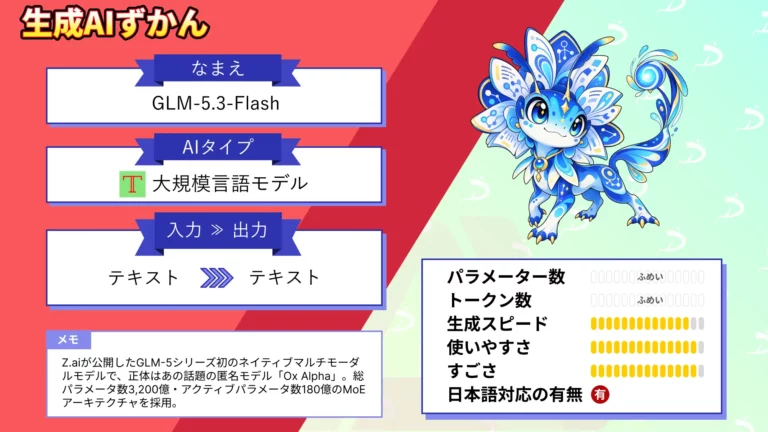 生成AIずかん
なまえ
GLM-5.3-Flash
AIタイプ
T 大規模言語モデル
入力 ≫ 出力
テキスト テキスト
メモ
Z.aiが公開したGLM-5シリーズ初のネイティブマルチモーダ
ルモデルで、正体はあの話題の匿名モデル「Ox Alpha」。総
パラメータ数3,200億・アクティブパラメータ数180億のMoE
アーキテクチャを採用。
パラメーター数 ふめい
トークン数 ふめい
生成スピード
使いやすさ
すごさ
日本語対応の有無 有